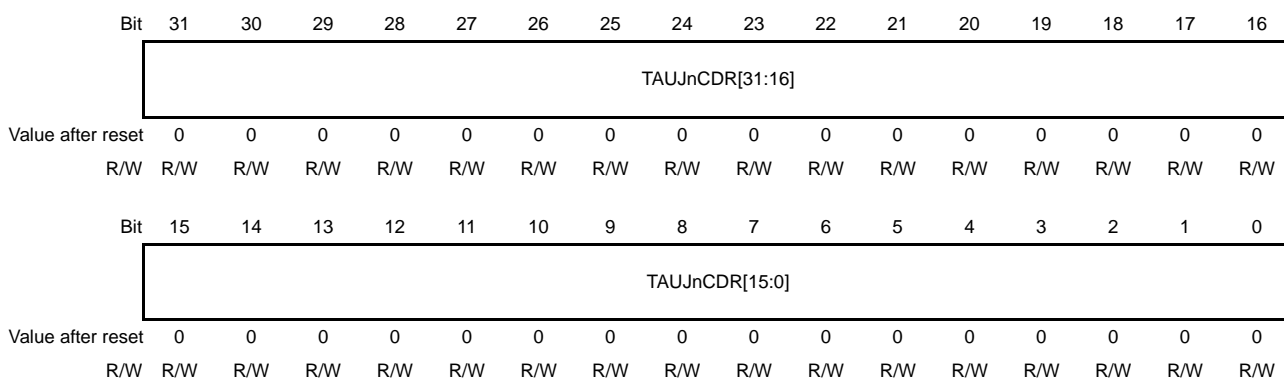 Bit 31 30 29 28 27 26 25 24 23 22 21 20 19 18 17 16
TAUJnCDR[31:16]
Value after reset 0 0 0 0 0 0 0 0 0 0 0 0 0 0 0 0
R/W R/W R/W R/W R/W R/W R/W R/W R/W R/W R/W R/W R/W R/W R/W R/W R/W
Bit 15 14 13 12 11 10 9 8 7 6 5 4 3 2 1 0
TAUJnCDR[15:0]
Value after reset 0 0 0 0 0 0 0 0 0 0 0 0 0 0 0 0
R/W R/W R/W R/W R/W R/W R/W R/W R/W R/W R/W R/W R/W R/W R/W R/W R/W